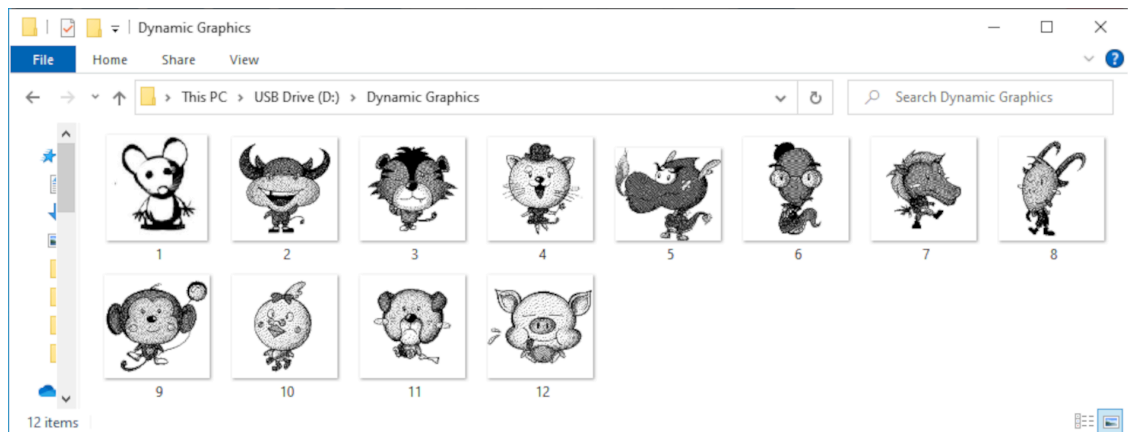 Dynamic Graphics
File Home Share View
This PC > USB Drive (D:) > Dynamic Graphics
Search Dynamic Graphics
1 2 3 4 5 6 7 8
9 10 11 12
12 items